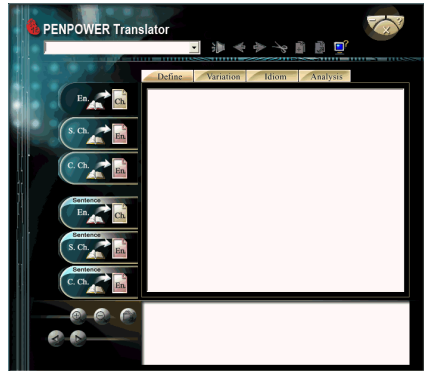 PENPOWER Translator
Define Variation Idiom Analysis
En. Ch.
S. Ch. En.
C. Ch. En.
Sentence
En. Ch.
Sentence
S. Ch. En.
Sentence
C. Ch. En.